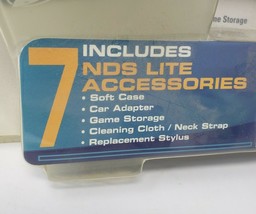 me Storage
7
INCLUDES
NDS LITE
ACCESSORIES
• Soft Case
• Car Adapter
• Game Storage
• Cleaning Cloth / Neck Strap
• Replacement Stylus